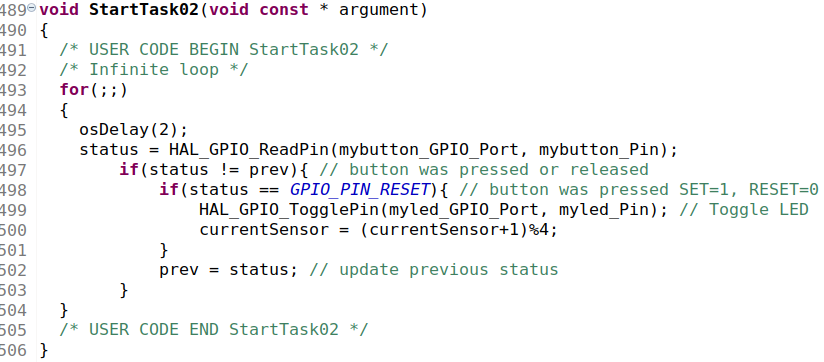 489 void StartTask02(void const * argument)
490 {
491   /* USER CODE BEGIN StartTask02 */
492   /* Infinite loop */
493   for(;;)
494   {
495     osDelay(2);
496     status = HAL_GPIO_ReadPin(mybutton_GPIO_Port, mybutton_Pin);
497         if(status != prev){ // button was pressed or released
498             if(status == GPIO_PIN_RESET){ // button was pressed SET=1, RESET=0
499                 HAL_GPIO_TogglePin(myled_GPIO_Port, myled_Pin); // Toggle LED
500                 currentSensor = (currentSensor+1)%4;
501             }
502             prev = status; // update previous status
503         }
504   }
505   /* USER CODE END StartTask02 */
506 }